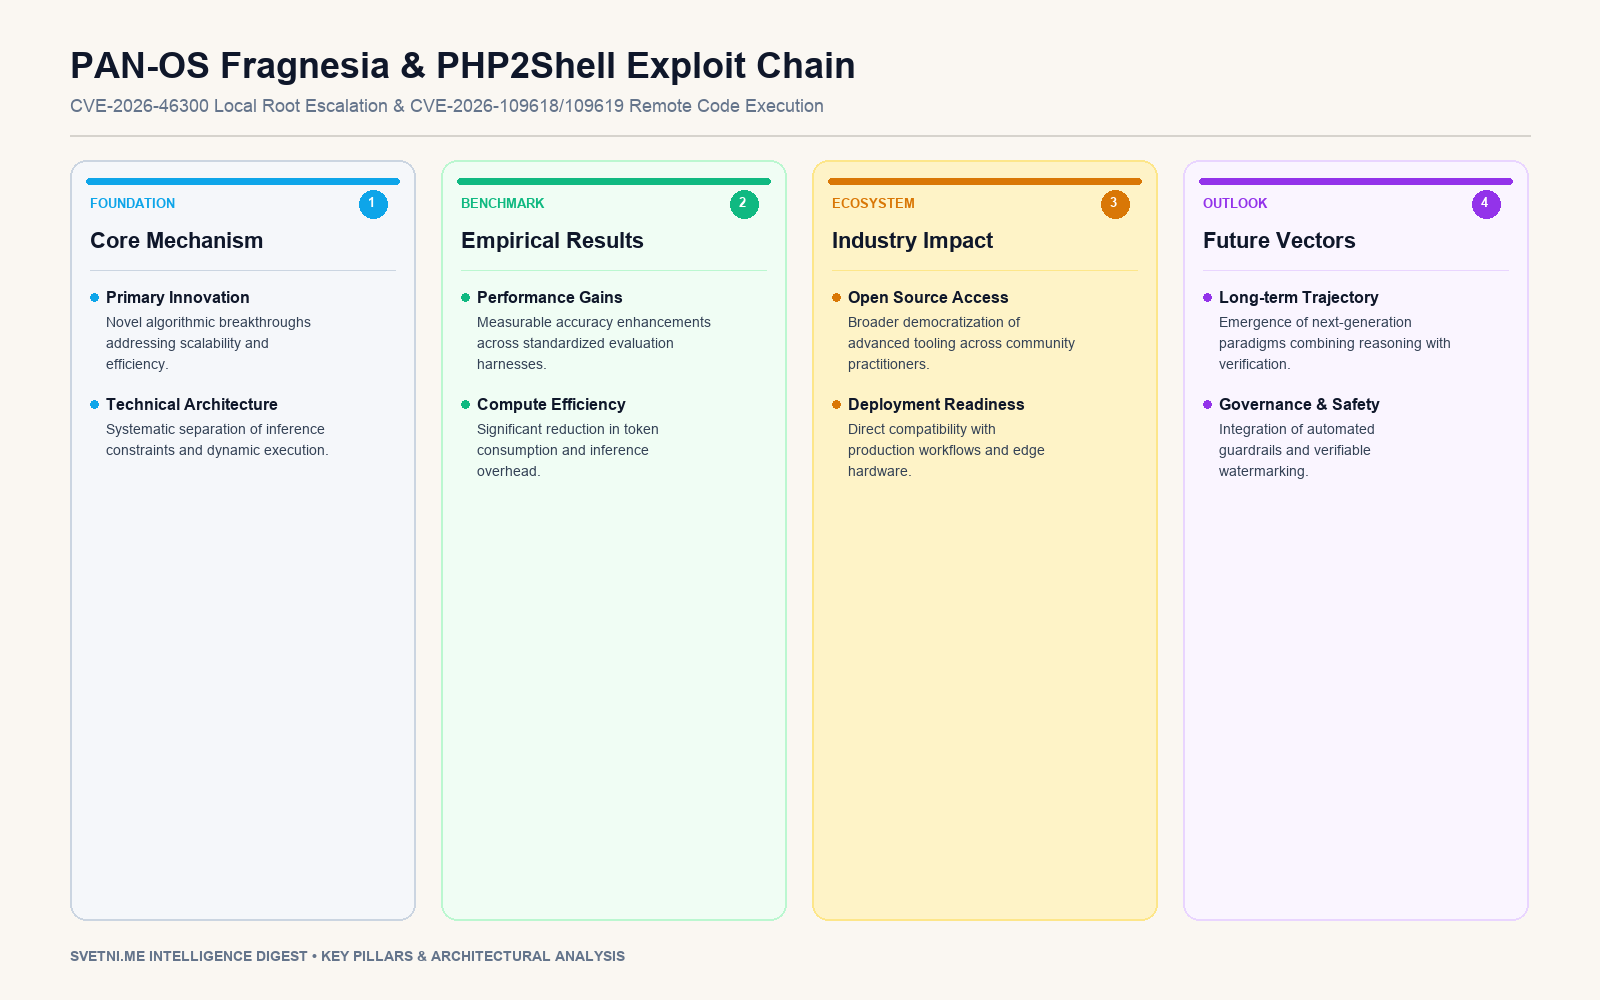 PAN-OS Fragnesia & PHP2Shell Exploit Chain
CVE-2026-46300 Local Root Escalation & CVE-2026-109618/109619 Remote Code Execution
FOUNDATION
1
Core Mechanism
Primary Innovation
Novel algorithmic breakthroughs
addressing scalability and
efficiency.
Technical Architecture
Systematic separation of inference
constraints and dynamic execution.
BENCHMARK
2
Empirical Results
Performance Gains
Measurable accuracy enhancements
across standardized evaluation
harnesses.
Compute Efficiency
Significant reduction in token
consumption and inference
overhead.
ECOSYSTEM
3
Industry Impact
Open Source Access
Broader democratization of
advanced tooling across community
practitioners.
Deployment Readiness
Direct compatibility with
production workflows and edge
hardware.
OUTLOOK
4
Future Vectors
Long-term Trajectory
Emergence of next-generation
paradigms combining reasoning with
verification.
Governance & Safety
Integration of automated
guardrails and verifiable
watermarking.
SVETNI.ME INTELLIGENCE DIGEST • KEY PILLARS & ARCHITECTURAL ANALYSIS